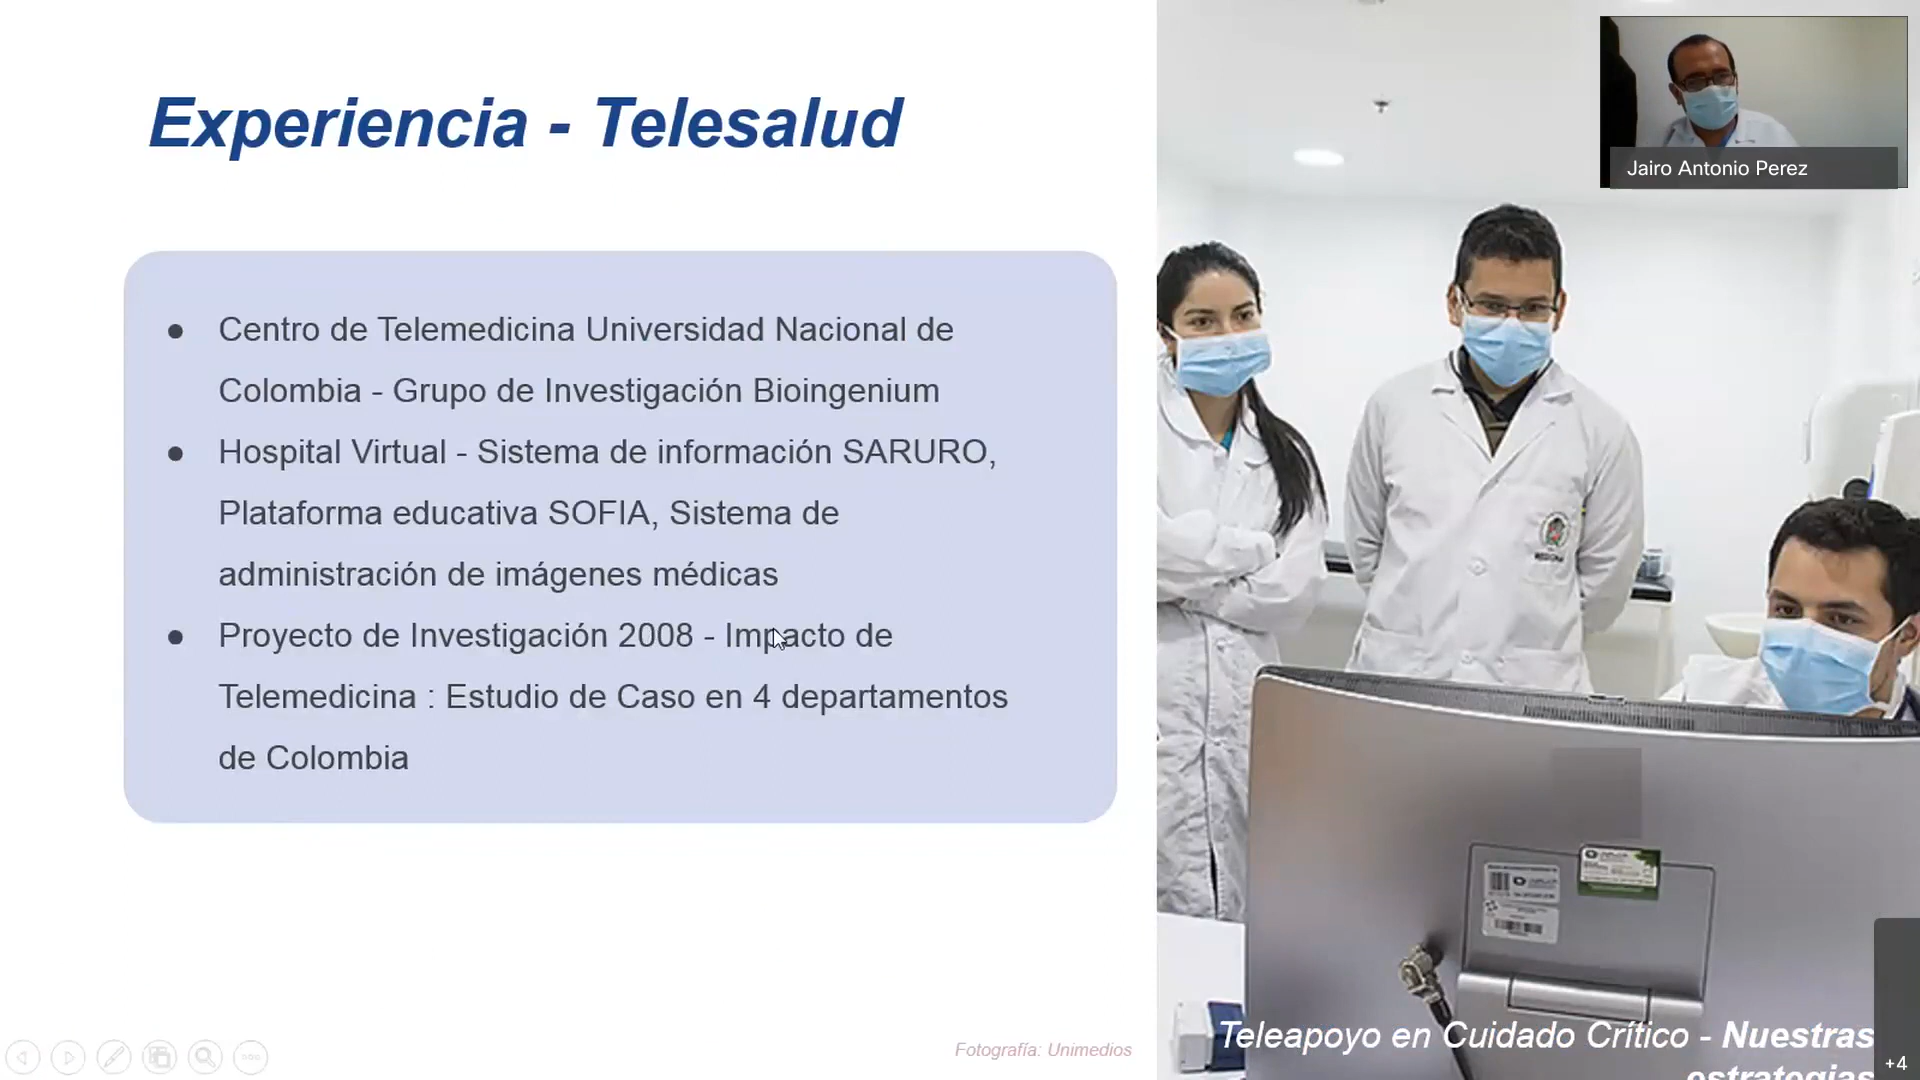 Experiencia - Telesalud
Jairo Antonio Perez
● Centro de Telemedicina Universidad Nacional de
Colombia - Grupo de Investigación Bioingenium
● Hospital Virtual - Sistema de información SARURO,
Plataforma educativa SOFIA, Sistema de
administración de imágenes médicas
● Proyecto de Investigación 2008 - Impacto de
Telemedicina : Estudio de Caso en 4 departamentos
de Colombia
Fotografía: Unimedios
Teleapoyo en Cuidado Crítico - Nuestras
estrategias
+4